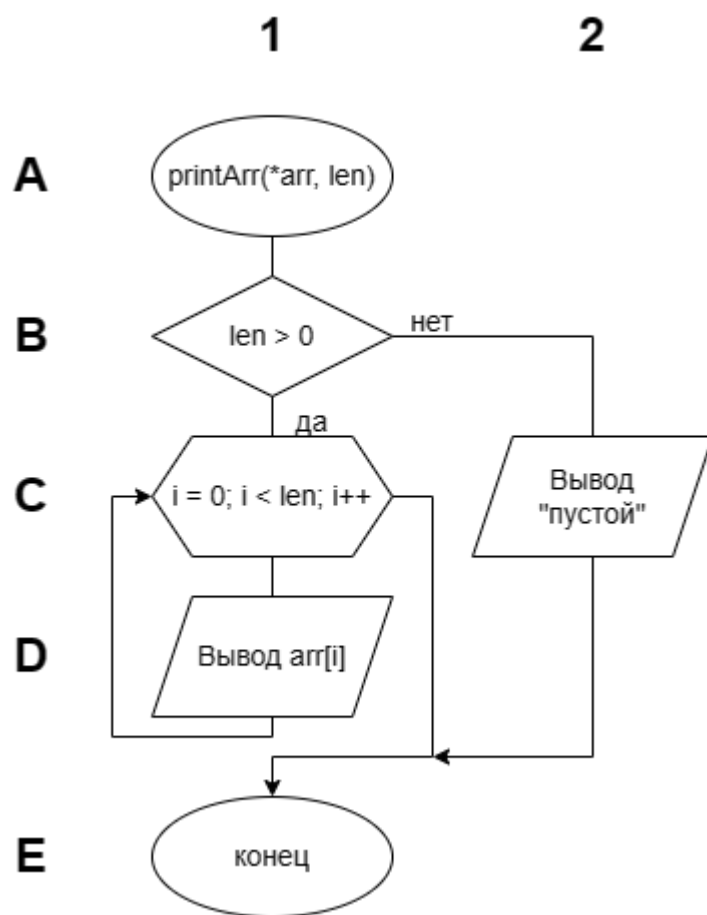 1 2
A
printArr(*arr, len)
B
len > 0
нет
да
C
i = 0; i < len; i++
Вывод
"пустой"
D
Вывод arr[i]
E
конец